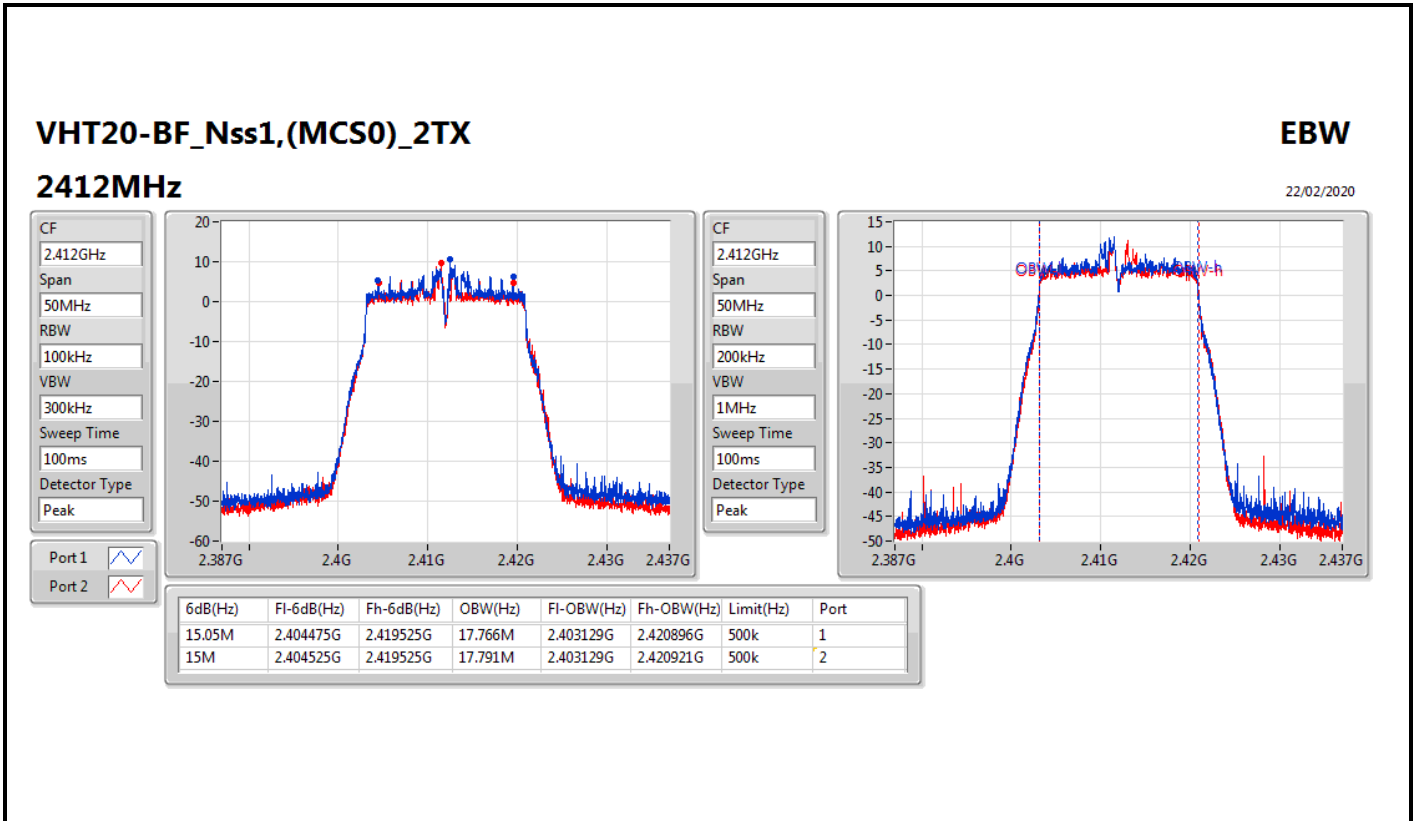 VHT20-BF_Nss1,(MCS0)_2TX
EBW
2412MHz
22/02/2020
CF
2.412GHz
Span
50MHz
RBW
100kHz
VBW
300kHz
Sweep Time
100ms
Detector Type
Peak
Port 1
Port 2
20
10
0
-10
-20
-30
-40
-50
-60
2.387G 2.4G 2.41G 2.42G 2.43G 2.437G
CF
2.412GHz
Span
50MHz
RBW
200kHz
VBW
1MHz
Sweep Time
100ms
Detector Type
Peak
15
10
5
0
-5
-10
-15
-20
-25
-30
-35
-40
-45
-50
2.387G 2.4G 2.41G 2.42G 2.43G 2.437G
6dB(Hz) Fl-6dB(Hz) Fh-6dB(Hz) OBW(Hz) Fl-OBW(Hz) Fh-OBW(Hz) Limit(Hz) Port
15.05M 2.404475G 2.419525G 17.766M 2.403129G 2.420896G 500k 1
15M 2.404525G 2.419525G 17.791M 2.403129G 2.420921G 500k 2